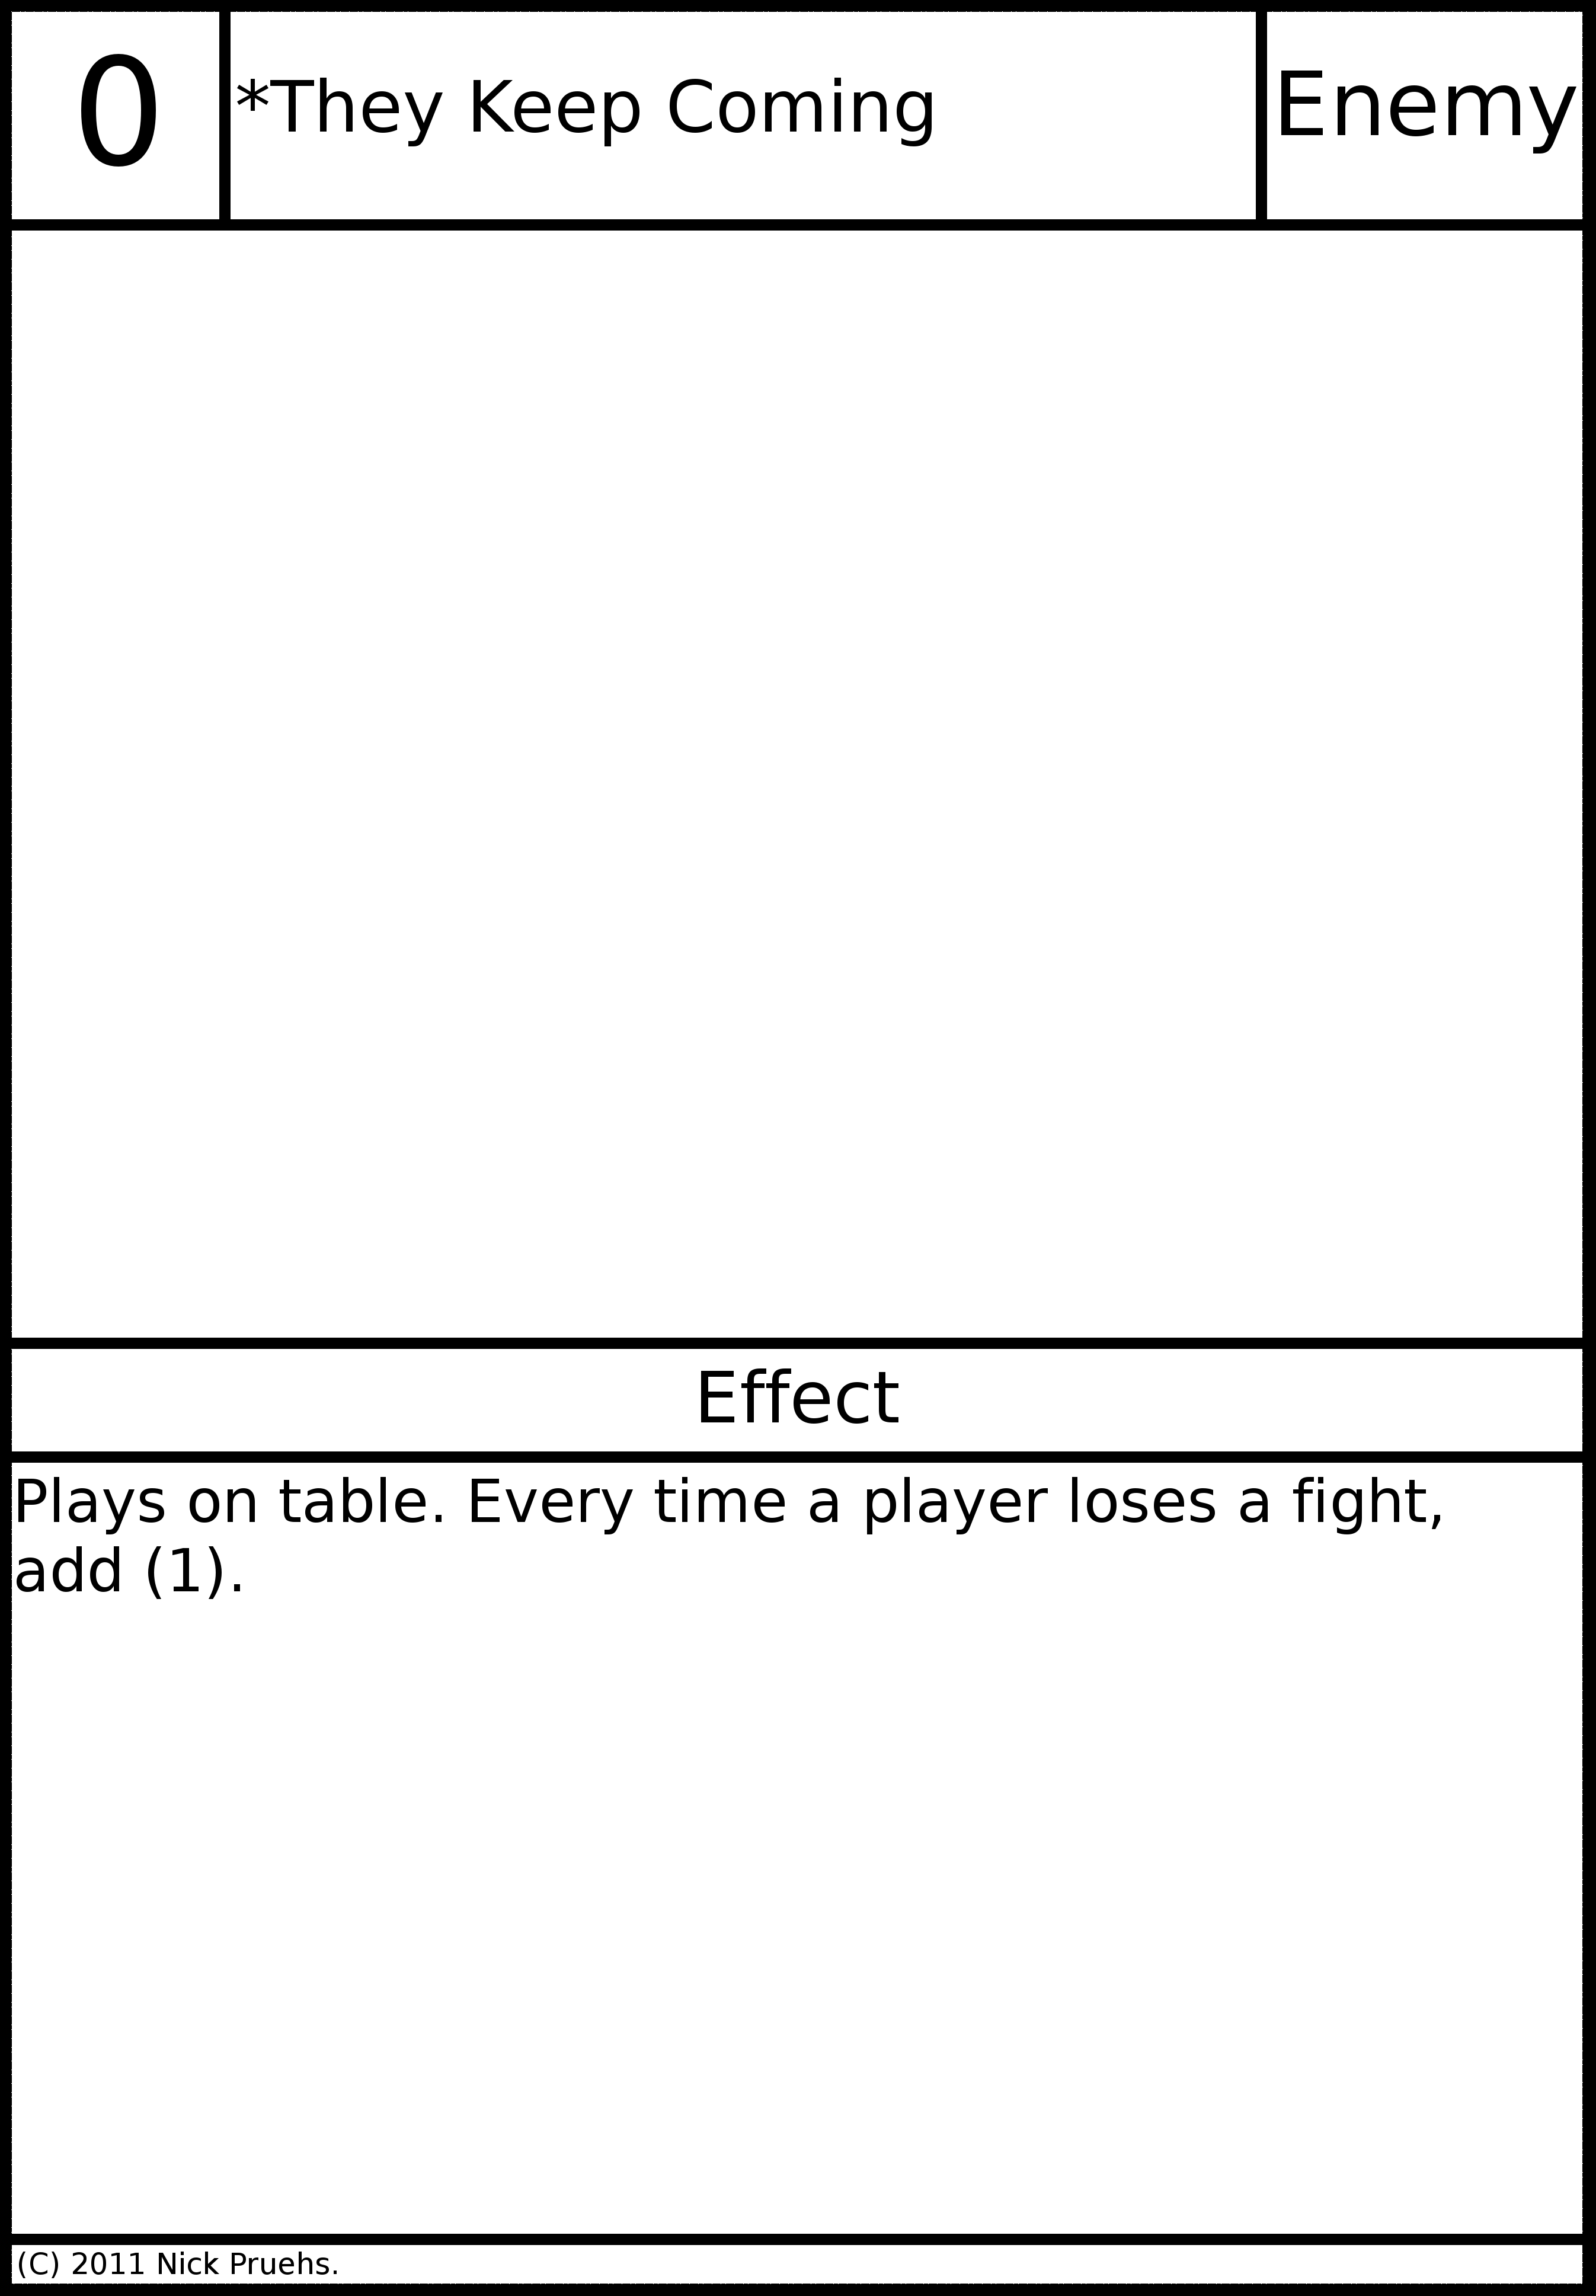 0
*They Keep Coming
Enemy
Effect
Plays on table. Every time a player loses a fight,
add (1).
(C) 2011 Nick Pruehs.